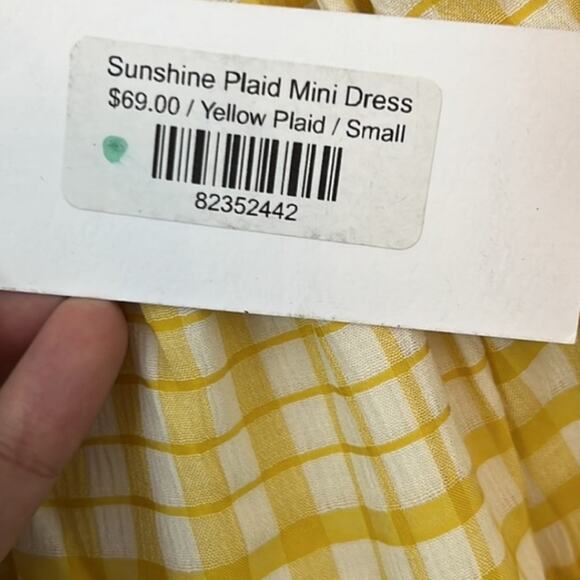 Sunshine Plaid Mini Dress
$69.00 / Yellow Plaid / Small
82352442